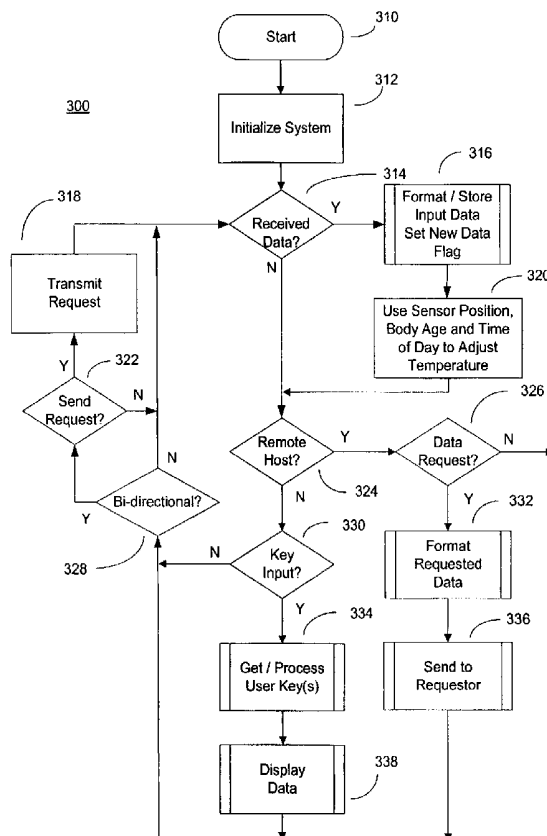 Start
310
312
300
Initialize System
314
316
318
Received
Data?
Y
Format / Store
Input Data
Set New Data
Flag
N
320
Transmit
Request
Use Sensor Position,
Body Age and Time
of Day to Adjust
Temperature
Y
322
Send
Request?
N
326
Remote
Host?
Y
Data
Request?
N
324
N
Bi-directional?
Y
N
328
N
330
Key
Input?
Y
332
Format
Requested
Data
Y
334
336
Get / Process
User Key(s)
Send to
Requestor
Display
Data
338